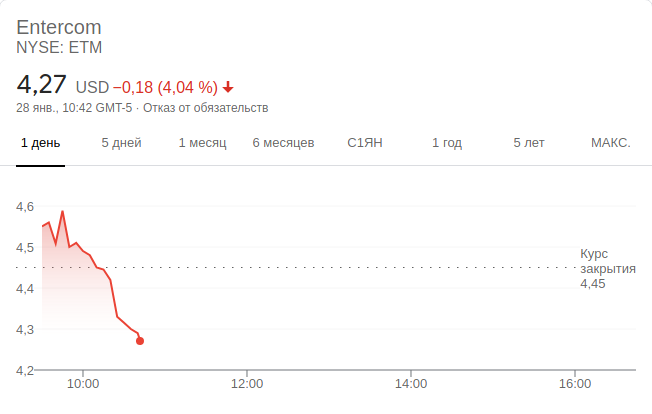 Entercom
NYSE: ETM
4,27 USD −0,18 (4,04 %)
28 янв., 10:42 GMT-5 · Отказ от обязательств
1 день 5 дней 1 месяц 6 месяцев С1ЯН 1 год 5 лет МАКС.
4,6
4,5
Курс
закрытия
4,45
4,4
4,3
4,2
10:00 12:00 14:00 16:00